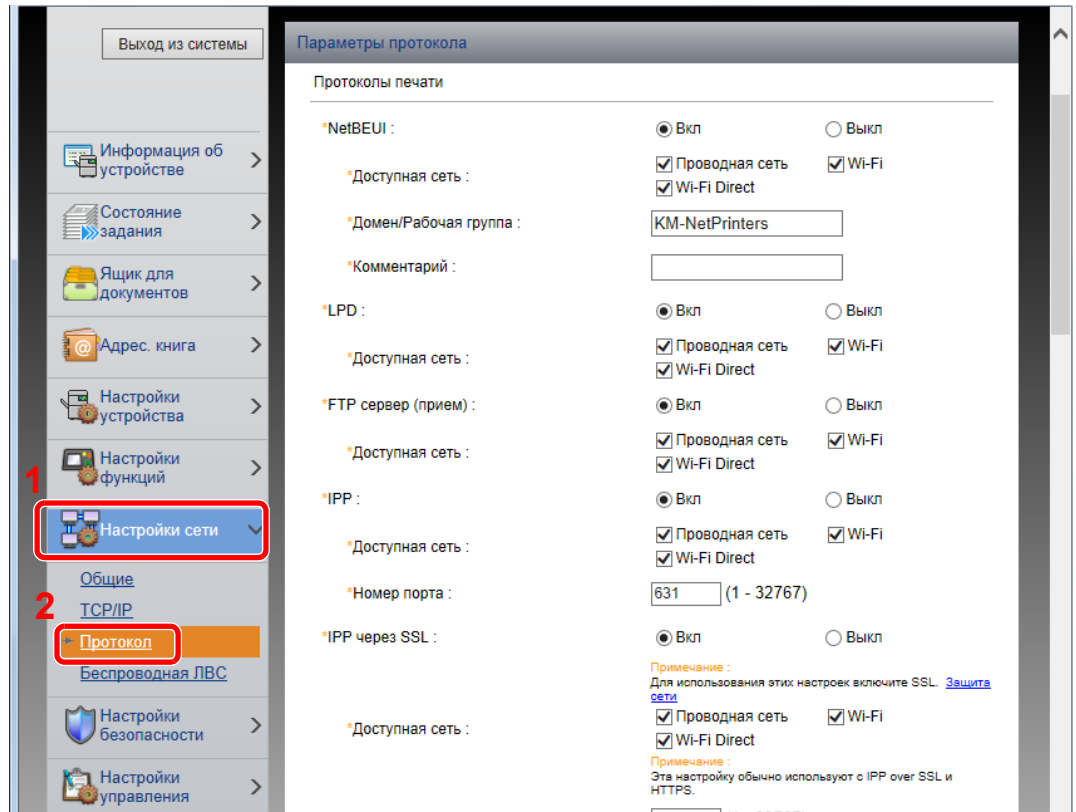 Выход из системы
Информация об
устройстве
Состояние
задания
Ящик для
документов
Адрес. книга
Настройки
устройства
Настройки
функций
1
Настройки сети
Общие
2
TCP/IP
Протокол
Беспроводная ЛВС
Настройки
безопасности
Настройки
управления
Параметры протокола
Протоколы печати
*NetBEUI : Вкл Выкл
*Доступная сеть : Проводная сеть Wi-Fi
Wi-Fi Direct
*Домен/Рабочая группа : KM-NetPrinters
*Комментарий :
*LPD : Вкл Выкл
*Доступная сеть : Проводная сеть Wi-Fi
Wi-Fi Direct
*FTP сервер (прием) : Вкл Выкл
*Доступная сеть : Проводная сеть Wi-Fi
Wi-Fi Direct
*IPP : Вкл Выкл
*Доступная сеть : Проводная сеть Wi-Fi
Wi-Fi Direct
*Номер порта : 631 (1 - 32767)
*IPP через SSL : Вкл Выкл
Примечание :
Для использования этих настроек включите SSL. Защита
сети
*Доступная сеть : Проводная сеть Wi-Fi
Wi-Fi Direct
Примечание :
Эта настройку обычно используют с IPP over SSL и
HTTPS.